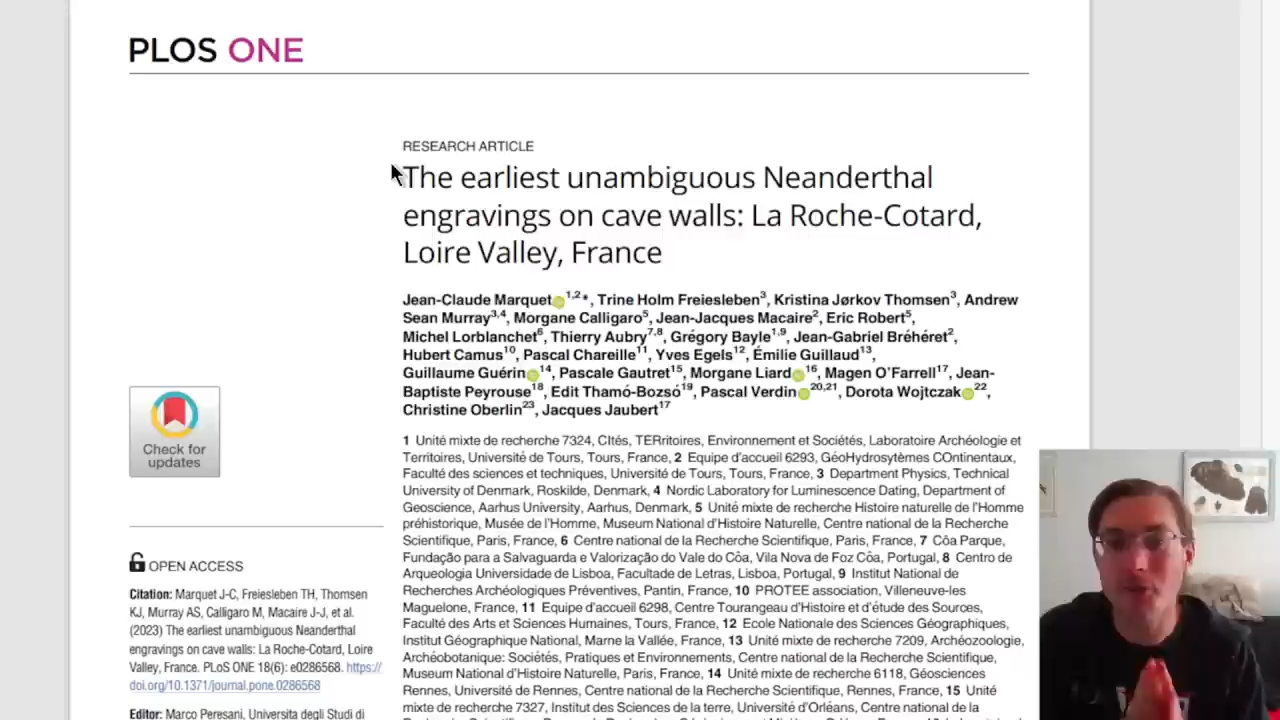 PLOS ONE
RESEARCH ARTICLE
The earliest unambiguous Neanderthal
engravings on cave walls: La Roche-Cotard,
Loire Valley, France
Jean-Claude Marquet 1,2*, Trine Holm Freiesleben3, Kristina Jørkov Thomsen3, Andrew
Sean Murray3,4, Morgane Calligaro5, Jean-Jacques Macaire2, Eric Robert5,
Michel Lorblanchet6, Thierry Aubry7,8, Grégory Bayle1,9, Jean-Gabriel Bréhéret2,
Hubert Camus10, Pascal Chareille11, Yves Egels12, Émilie Guillaud13,
Guillaume Guérin 14, Pascale Gautret15, Morgane Liard 16, Magen O'Farrell17, Jean-
Baptiste Peyrouse18, Edit Thamó-Bozsó19, Pascal Verdin 20,21, Dorota Wojtczak 22,
Christine Oberlin23, Jacques Jaubert17
1 Unité mixte de recherche 7324, CItés, TERritoires, Environnement et Sociétés, Laboratoire Archéologie et
Territoires, Université de Tours, Tours, France, 2 Equipe d'accueil 6293, GéoHydrosytèmes COntinentaux,
Faculté des sciences et techniques, Université de Tours, Tours, France, 3 Department Physics, Technical
University of Denmark, Roskilde, Denmark, 4 Nordic Laboratory for Luminescence Dating, Department of
Geoscience, Aarhus University, Aarhus, Denmark, 5 Unité mixte de recherche Histoire naturelle de l'Homme
préhistorique, Musée de l'Homme, Museum National d'Histoire Naturelle, Centre national de la Recherche
Scientifique, Paris, France, 6 Centre national de la Recherche Scientifique, Paris, France, 7 Côa Parque,
Fundação para a Salvaguarda e Valorização do Vale do Côa, Vila Nova de Foz Côa, Portugal, 8 Centro de
Arqueologia Universidade de Lisboa, Facultade de Letras, Lisboa, Portugal, 9 Institut National de
Recherches Archéologiques Préventives, Pantin, France, 10 PROTEE association, Villeneuve-les
Maguelone, France, 11 Equipe d'accueil 6298, Centre Tourangeau d'Histoire et d'étude des Sources,
Faculté des Arts et Sciences Humaines, Tours, France, 12 Ecole Nationale des Sciences Géographiques,
Institut Géographique National, Marne la Vallée, France, 13 Unité mixte de recherche 7209, Archéozoologie,
Archéobotanique: Sociétés, Pratiques et Environnements, Centre national de la Recherche Scientifique,
Museum National d'Histoire Naturelle, Paris, France, 14 Unité mixte de recherche 6118, Géosciences
Rennes, Université de Rennes, Centre national de la Recherche Scientifique, Rennes, France, 15 Unité
mixte de recherche 7327, Institut des Sciences de la terre, Université d'Orléans, Centre national de la
Check for
updates
OPEN ACCESS
Citation: Marquet J-C, Freiesleben TH, Thomsen
KJ, Murray AS, Calligaro M, Macaire J-J, et al.
(2023) The earliest unambiguous Neanderthal
engravings on cave walls: La Roche-Cotard, Loire
Valley, France. PLoS ONE 18(6): e0286568. https://
doi.org/10.1371/journal.pone.0286568
Editor: Marco Peresani, Universita degli Studi di